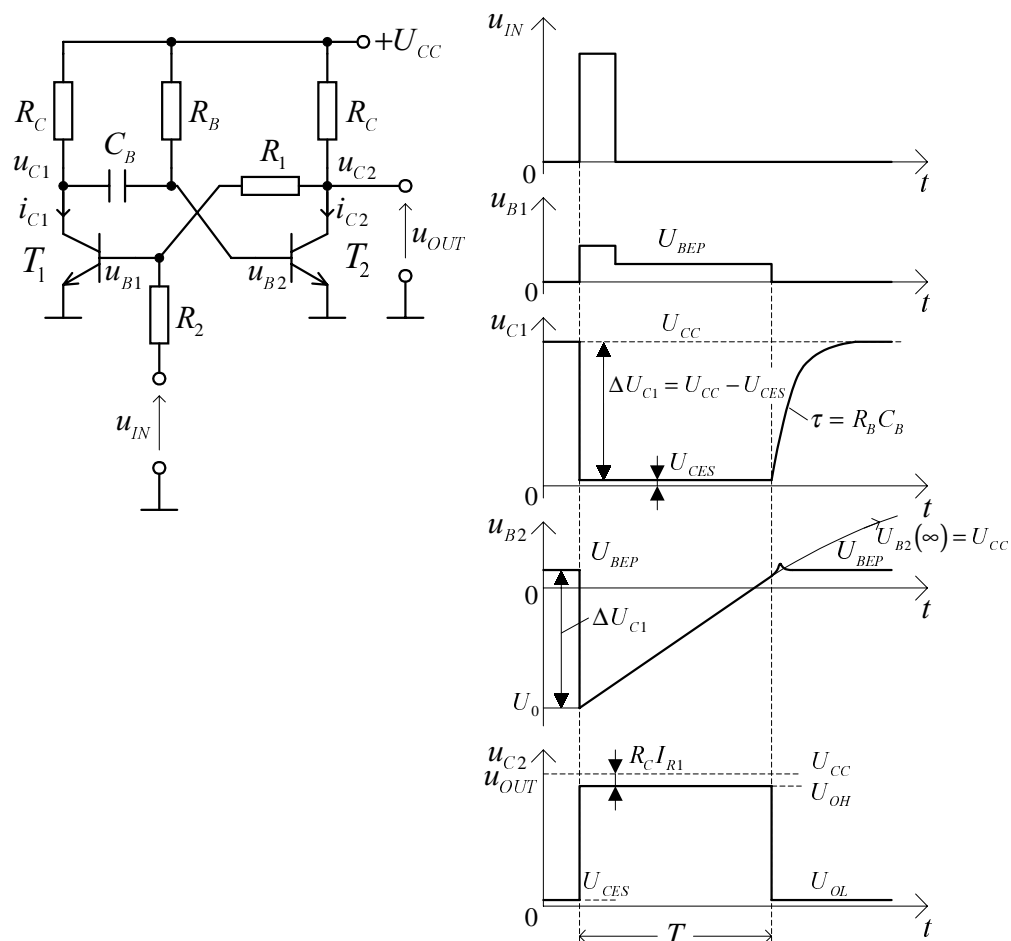 +U_CC
R_C
R_B
R_C
C_B
R_1
u_C1
u_C2
i_C1
i_C2
u_OUT
T_1
u_B1
u_B2
T_2
R_2
u_IN
u_IN
0
t
u_B1
U_BEP
0
t
u_C1
U_CC
ΔU_C1 = U_CC − U_CES
τ = R_B C_B
U_CES
0
t
u_B2
U_B2(∞) = U_CC
U_BEP
U_BEP
0
t
ΔU_C1
U_0
u_C2
u_OUT
R_C I_R1
U_CC
U_OH
U_CES
U_OL
0
t
T